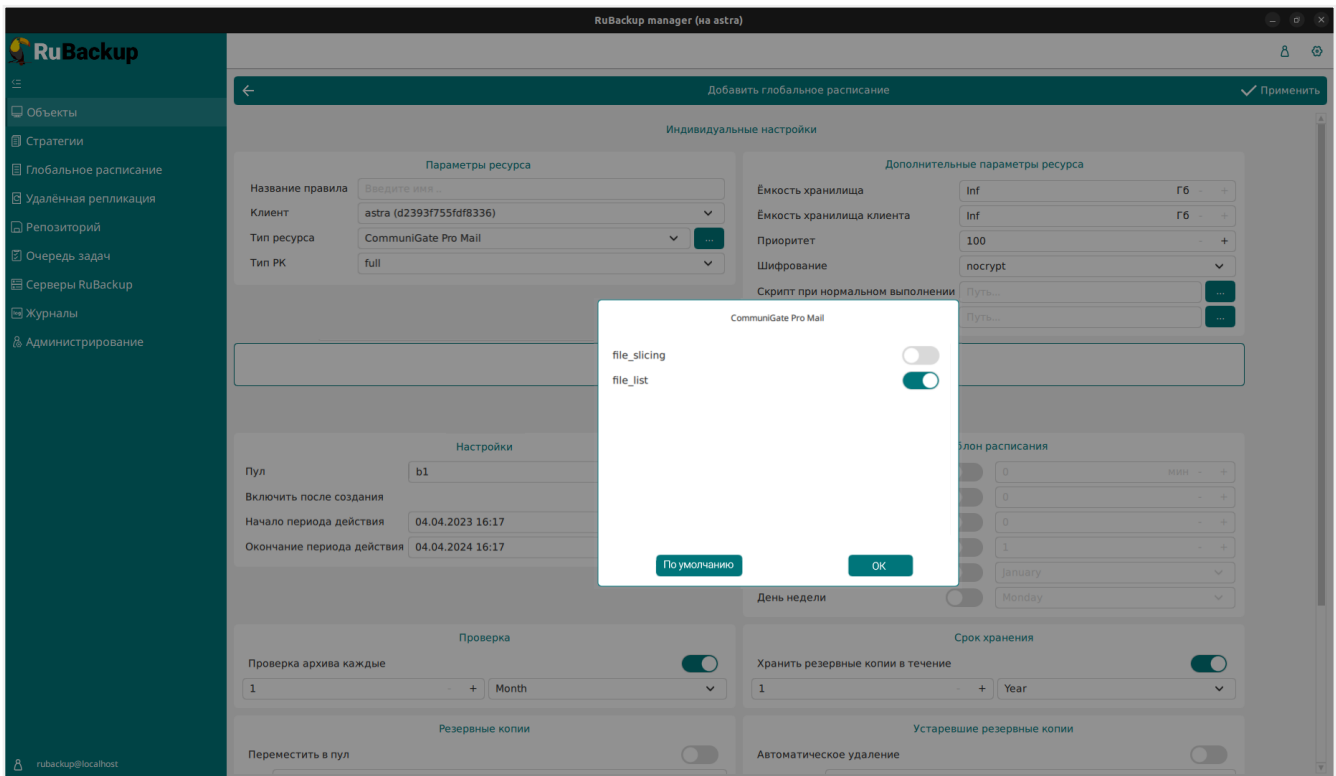 RuBackup manager (на astra)
RuBackup
Объекты
Стратегии
Глобальное расписание
Удалённая репликация
Репозиторий
Очередь задач
Серверы RuBackup
Журналы
Администрирование
rubackup@localhost
Добавить глобальное расписание
Применить
Индивидуальные настройки
Параметры ресурса
Название правила Введите имя ..
Клиент astra (d2393f755fdf8336)
Тип ресурса CommuniGate Pro Mail ...
Тип РК full
Дополнительные параметры ресурса
Ёмкость хранилища Inf Гб - +
Ёмкость хранилища клиента Inf Гб - +
Приоритет 100 - +
Шифрование nocrypt
Скрипт при нормальном выполнении Путь... ...
Путь... ...
CommuniGate Pro Mail
file_slicing
file_list
По умолчанию OK
Настройки
Пул b1
Включить после создания
Начало периода действия 04.04.2023 16:17
Окончание периода действия 04.04.2024 16:17
блон расписания
0 мин - +
0 - +
0 - +
1 - +
January
День недели Monday
Проверка
Проверка архива каждые
1 - + Month
Срок хранения
Хранить резервные копии в течение
1 - + Year
Резервные копии
Переместить в пул
Устаревшие резервные копии
Автоматическое удаление